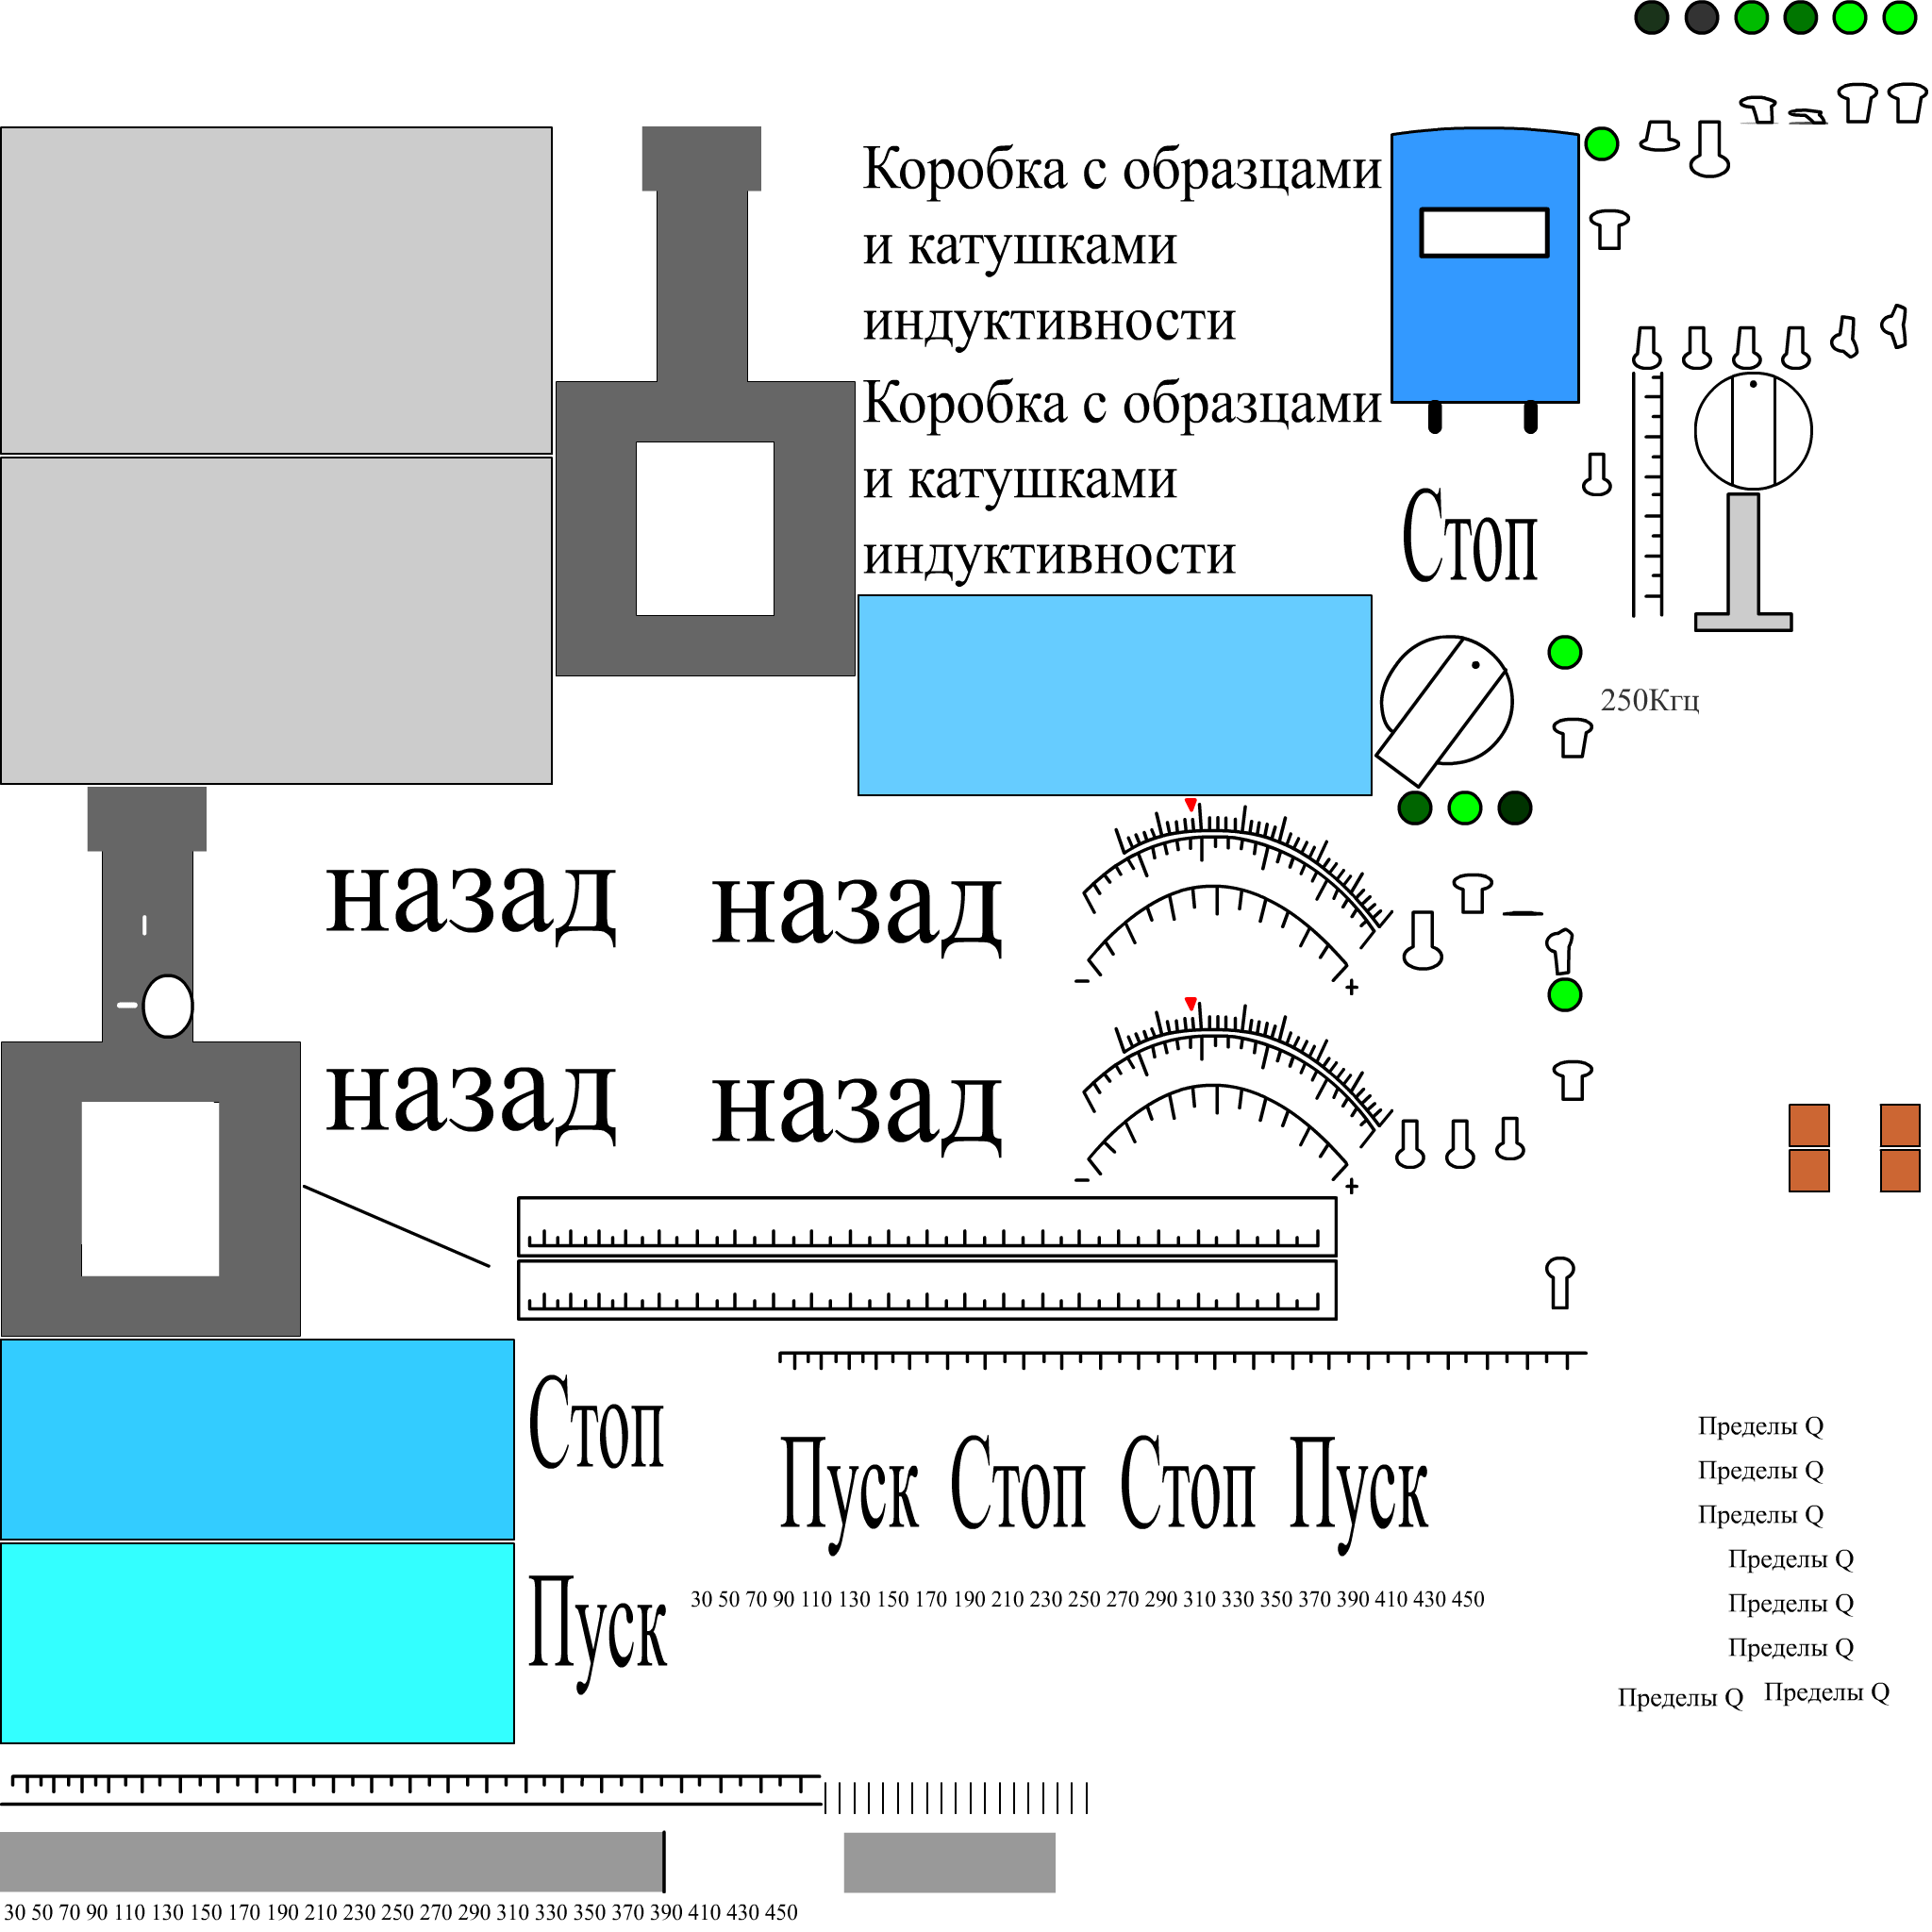 Коробка с образцами
и катушками
индуктивности
Коробка с образцами
и катушками
индуктивности
Стоп
250Кгц
назад
назад
назад
назад
Стоп
Пуск Стоп Стоп Пуск
Пуск
30 50 70 90 110 130 150 170 190 210 230 250 270 290 310 330 350 370 390 410 430 450
Пределы Q
Пределы Q
Пределы Q
Пределы Q
Пределы Q
Пределы Q
Пределы Q
Пределы Q
30 50 70 90 110 130 150 170 190 210 230 250 270 290 310 330 350 370 390 410 430 450